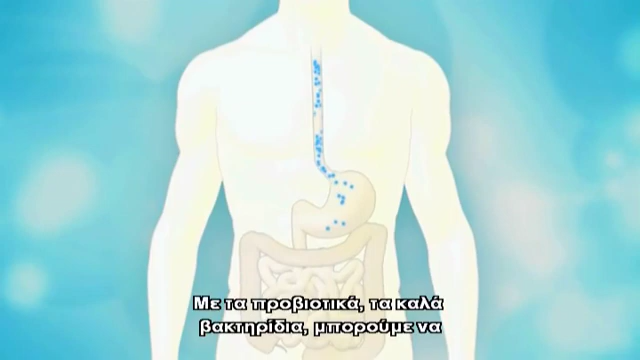 Με τα προβιοτικά, τα καλά
βακτηρίδια, μπορούμε να